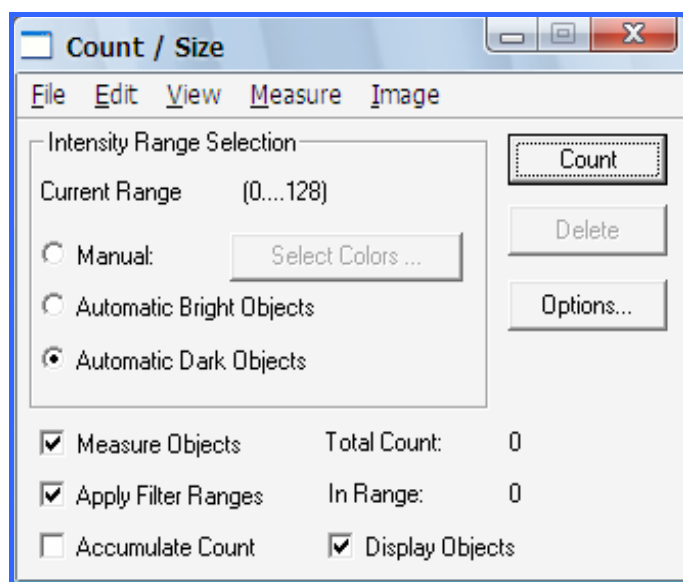 Count / Size
File Edit View Measure Image
Intensity Range Selection
Count
Current Range (0....128)
Delete
Manual: Select Colors ...
Automatic Bright Objects
Options...
Automatic Dark Objects
Measure Objects Total Count: 0
Apply Filter Ranges In Range: 0
Accumulate Count Display Objects